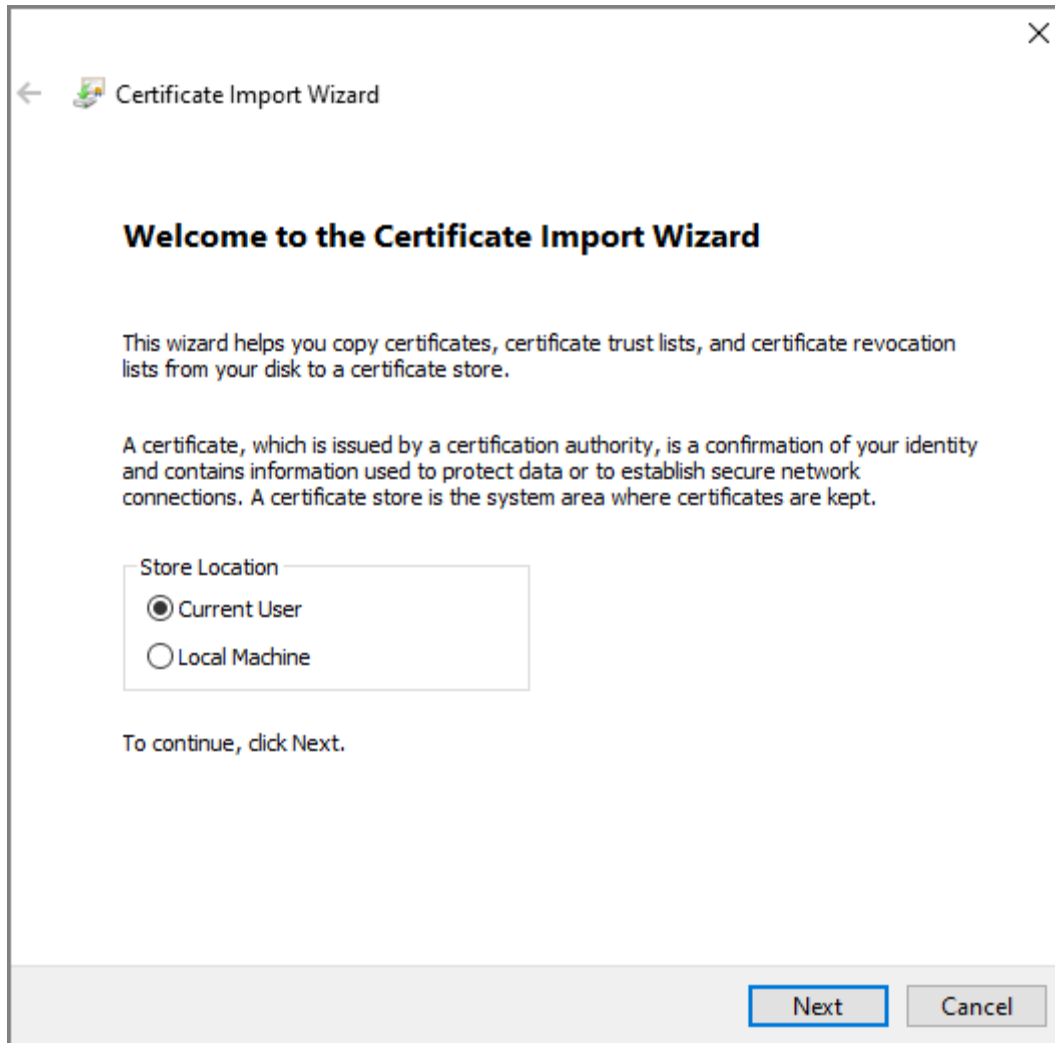 Certificate Import Wizard
Welcome to the Certificate Import Wizard
This wizard helps you copy certificates, certificate trust lists, and certificate revocation
lists from your disk to a certificate store.
A certificate, which is issued by a certification authority, is a confirmation of your identity
and contains information used to protect data or to establish secure network
connections. A certificate store is the system area where certificates are kept.
Store Location
Current User
Local Machine
To continue, click Next.
Next
Cancel